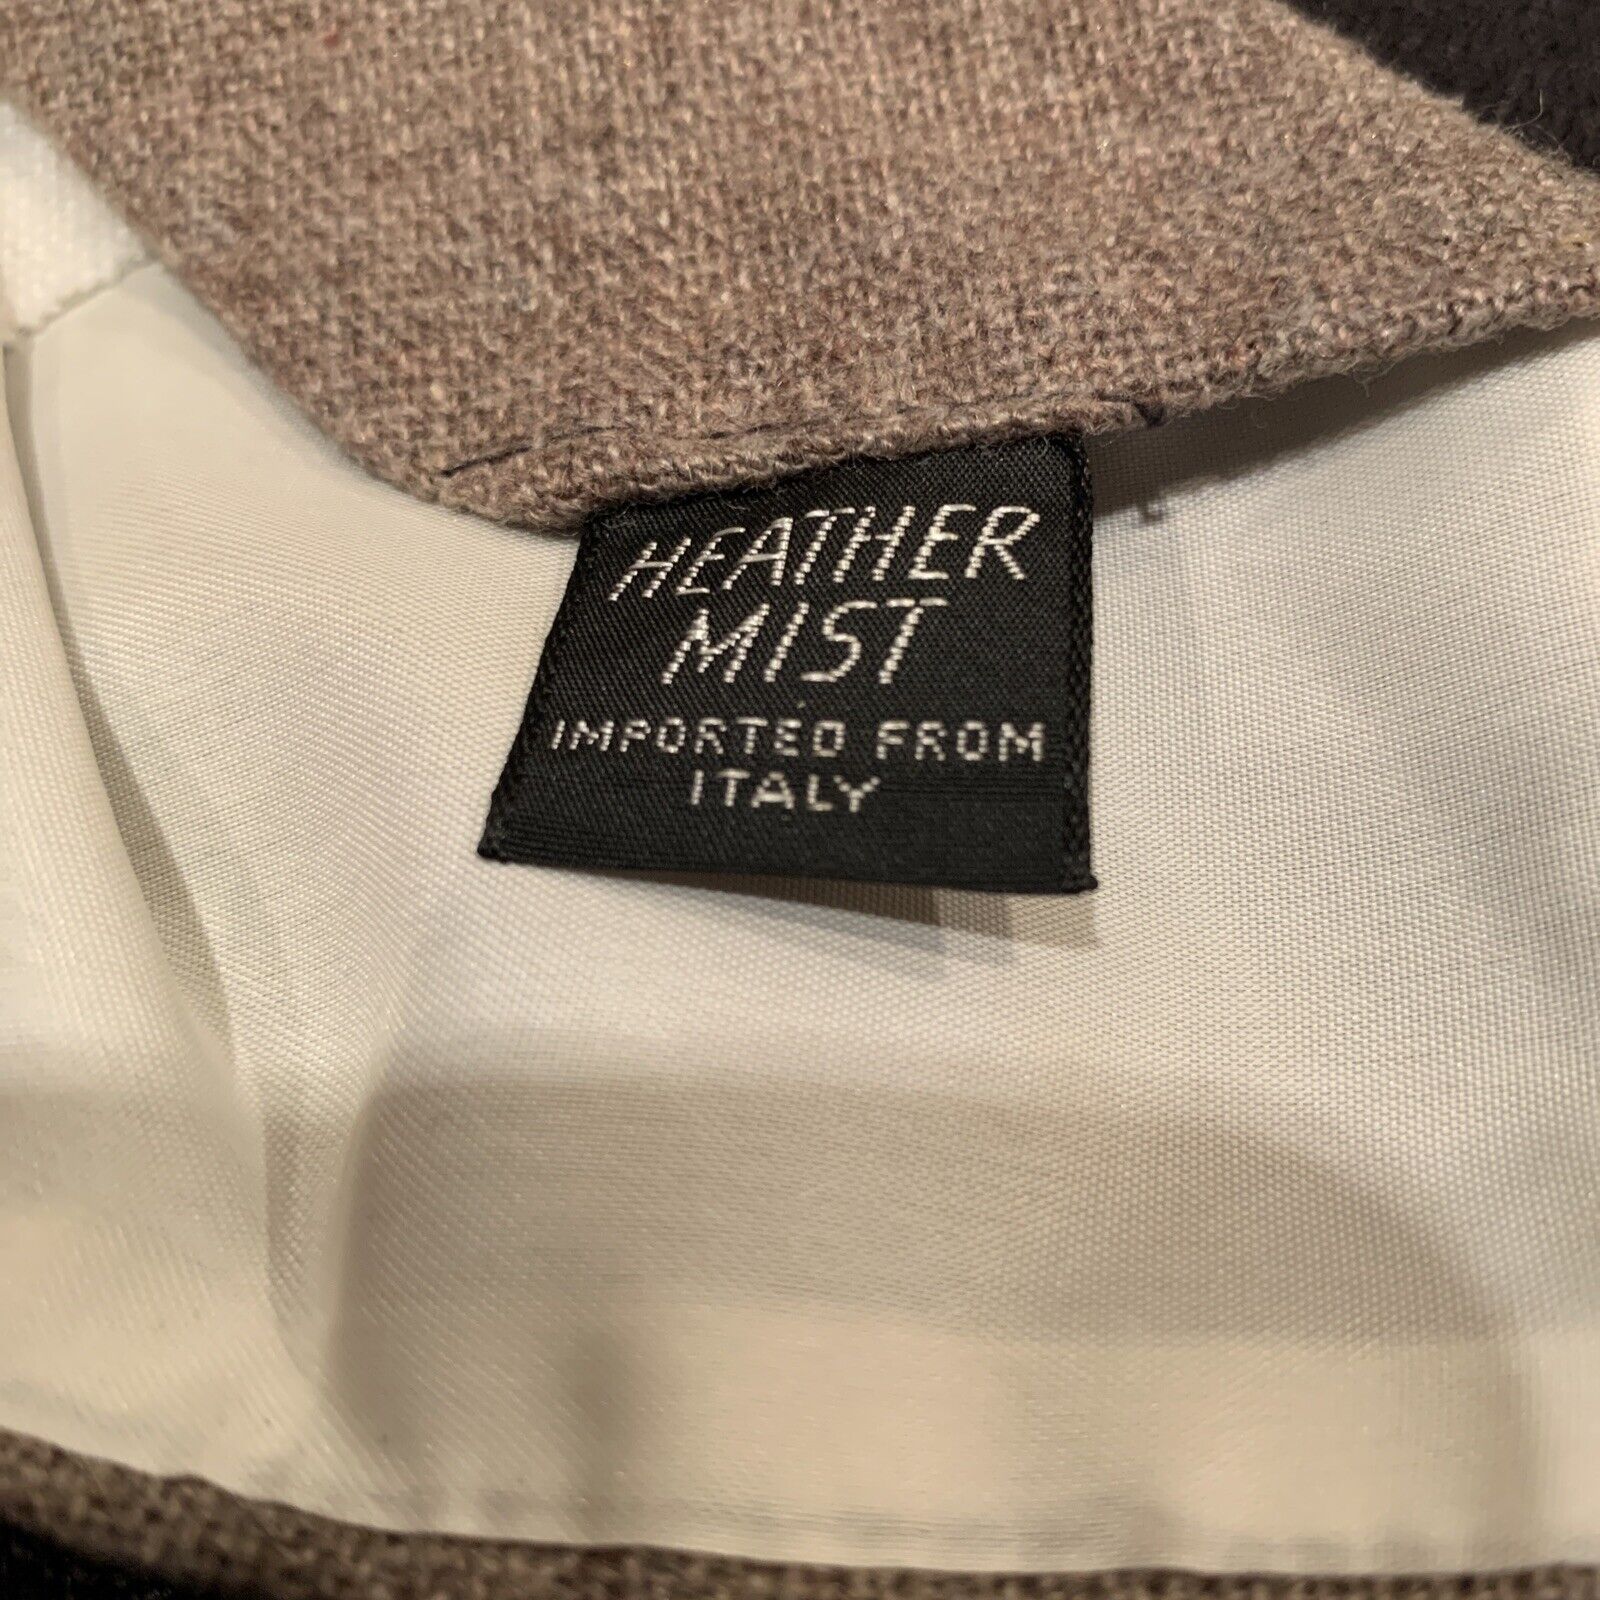 HEATHER
MIST
IMPORTED FROM
ITALY